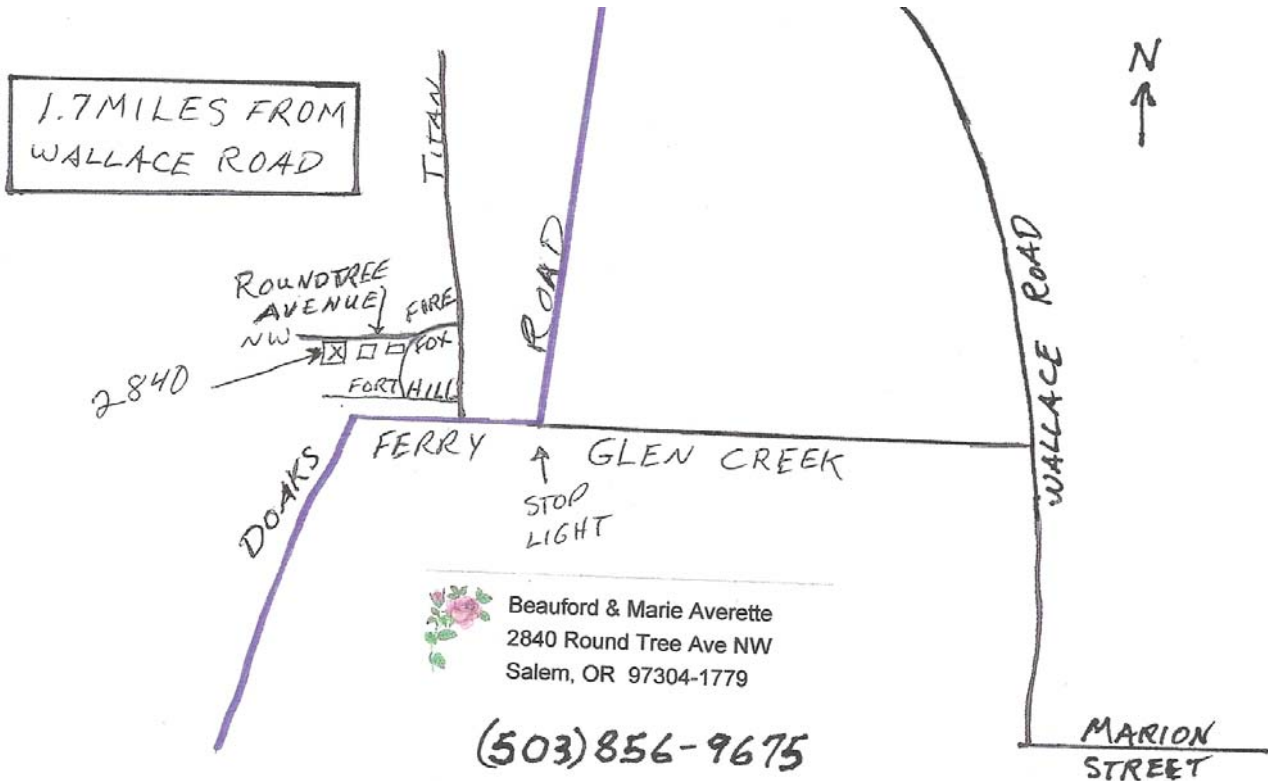 N
1.7 MILES FROM
WALLACE ROAD
TITAN
ROUNDTREE
AVENUE
NW
FIRE
FOX
2840
X
FORT HILL
ROAD
WALLACE ROAD
DOAKS
FERRY
GLEN CREEK
STOP
LIGHT
Beauford & Marie Averette
2840 Round Tree Ave NW
Salem, OR 97304-1779
(503) 856-9675
MARION
STREET